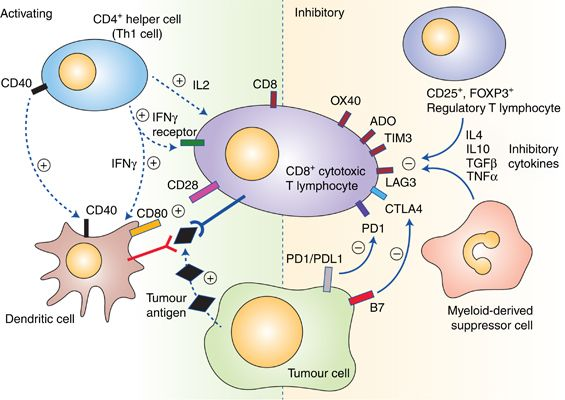 Activating
Inhibitory
CD4⁺ helper cell
(Th1 cell)
CD40
+
IL2
CD8
OX40
ADO
TIM3
CD25⁺, FOXP3⁺
Regulatory T lymphocyte
IFNγ
receptor
+
+
IFNγ
+
CD28
CD8⁺ cytotoxic
T lymphocyte
−
LAG3
CTLA4
PD1
IL4
IL10
TGFβ
TNFα
Inhibitory
cytokines
CD40
CD80
+
−
−
PD1/PDL1
B7
+
Tumour
antigen
Dendritic cell
Tumour cell
Myeloid-derived
suppressor cell